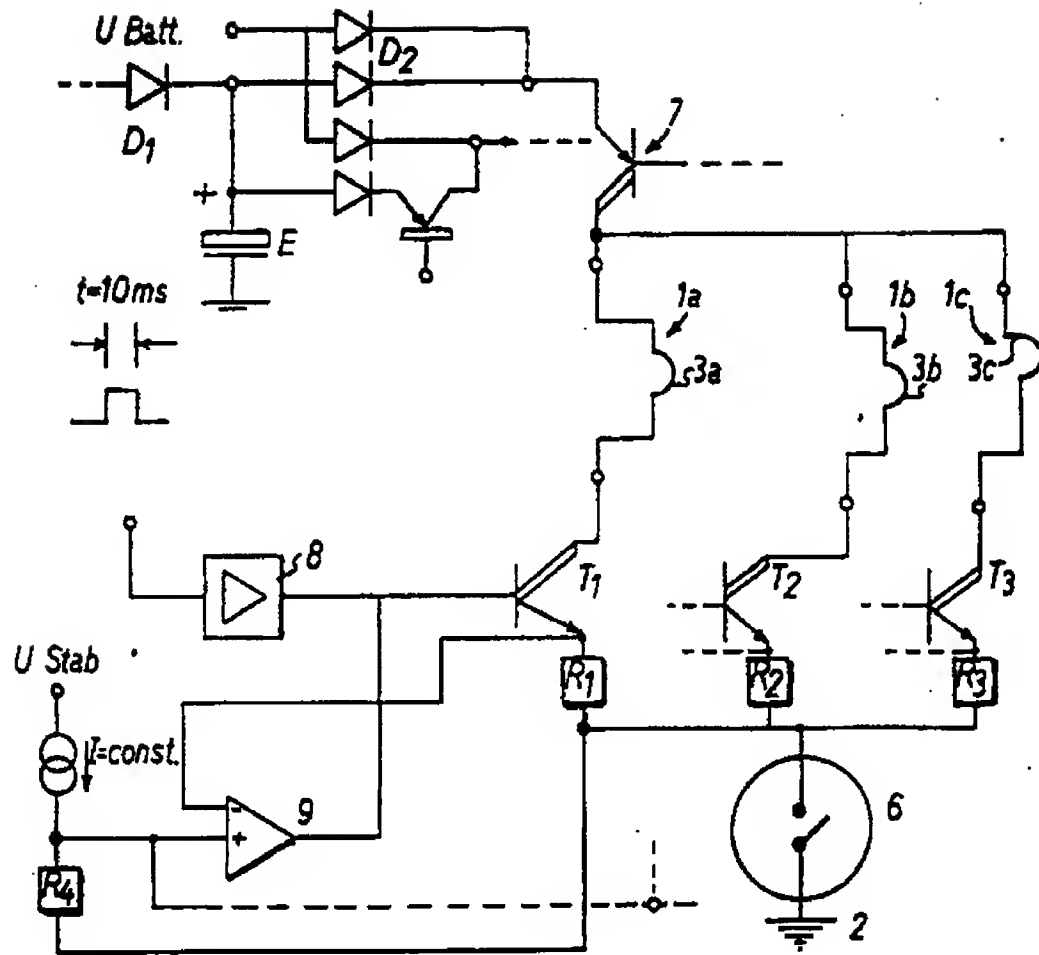 U Batt.
D2
D1
7
+
E
t=10ms
1a
1b
1c
3a
3b
3c
8
T1
T2
T3
U Stab
R1
R2
R3
I=const.
-
9
+
6
R4
2